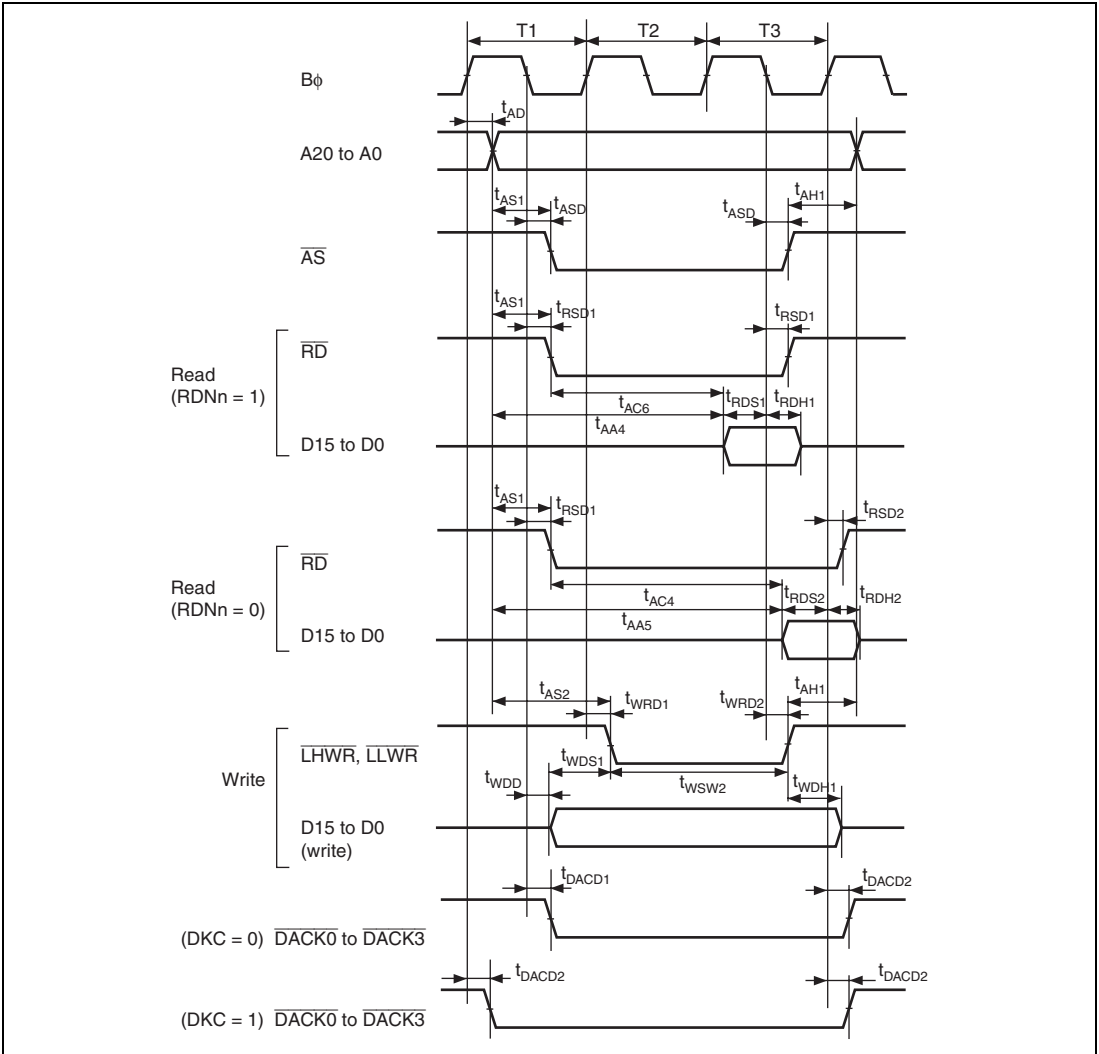 T1 T2 T3
Bϕ
tAD
A20 to A0
tAS1 tASD tASD tAH1
AS
tAS1 tRSD1 tRSD1
RD
Read
(RDNn = 1)
tAC6 tRDS1 tRDH1
tAA4
D15 to D0
tAS1 tRSD1 tRSD2
RD
Read
(RDNn = 0)
tAC4 tRDS2 tRDH2
tAA5
D15 to D0
tAS2 tWRD1 tWRD2 tAH1
LHWR, LLWR
Write
tWDD tWDS1 tWSW2 tWDH1
D15 to D0
(write)
tDACD1 tDACD2
(DKC = 0) DACK0 to DACK3
tDACD2 tDACD2
(DKC = 1) DACK0 to DACK3